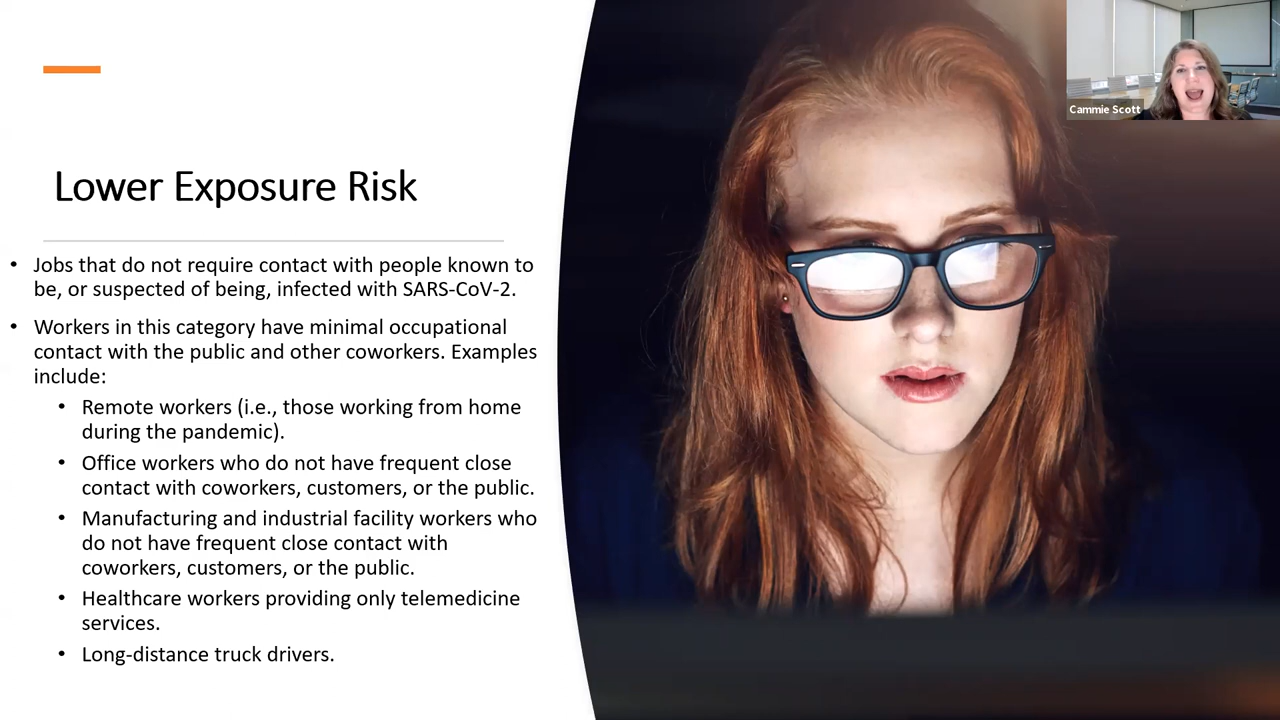 Cammie Scott
Lower Exposure Risk
• Jobs that do not require contact with people known to
be, or suspected of being, infected with SARS-CoV-2.
• Workers in this category have minimal occupational
contact with the public and other coworkers. Examples
include:
• Remote workers (i.e., those working from home
during the pandemic).
• Office workers who do not have frequent close
contact with coworkers, customers, or the public.
• Manufacturing and industrial facility workers who
do not have frequent close contact with
coworkers, customers, or the public.
• Healthcare workers providing only telemedicine
services.
• Long-distance truck drivers.